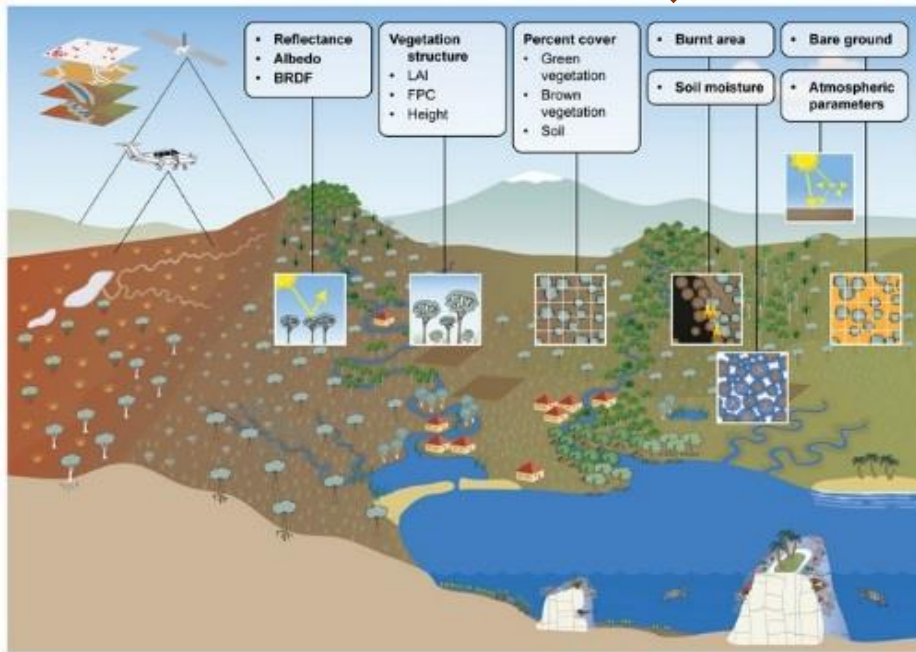 • Reflectance
• Albedo
• BRDF
Vegetation
structure
• LAI
• FPC
• Height
Percent cover
• Green
vegetation
• Brown
vegetation
• Soil
• Burnt area
• Soil moisture
• Bare ground
• Atmospheric
parameters